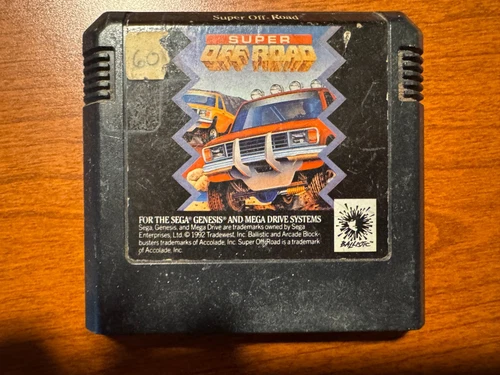 Super Off-Road
60
SUPER
OFF ROAD
FOR THE SEGA® GENESIS® AND MEGA DRIVE SYSTEMS
Sega, Genesis, and Mega Drive are trademarks owned by Sega
Enterprises, Ltd. © 1992 Tradewest, Inc. Ballistic and Arcade Block-
busters trademarks of Accolade, Inc. Super Off Road is a trademark
of Accolade, Inc.
BALLISTIC™